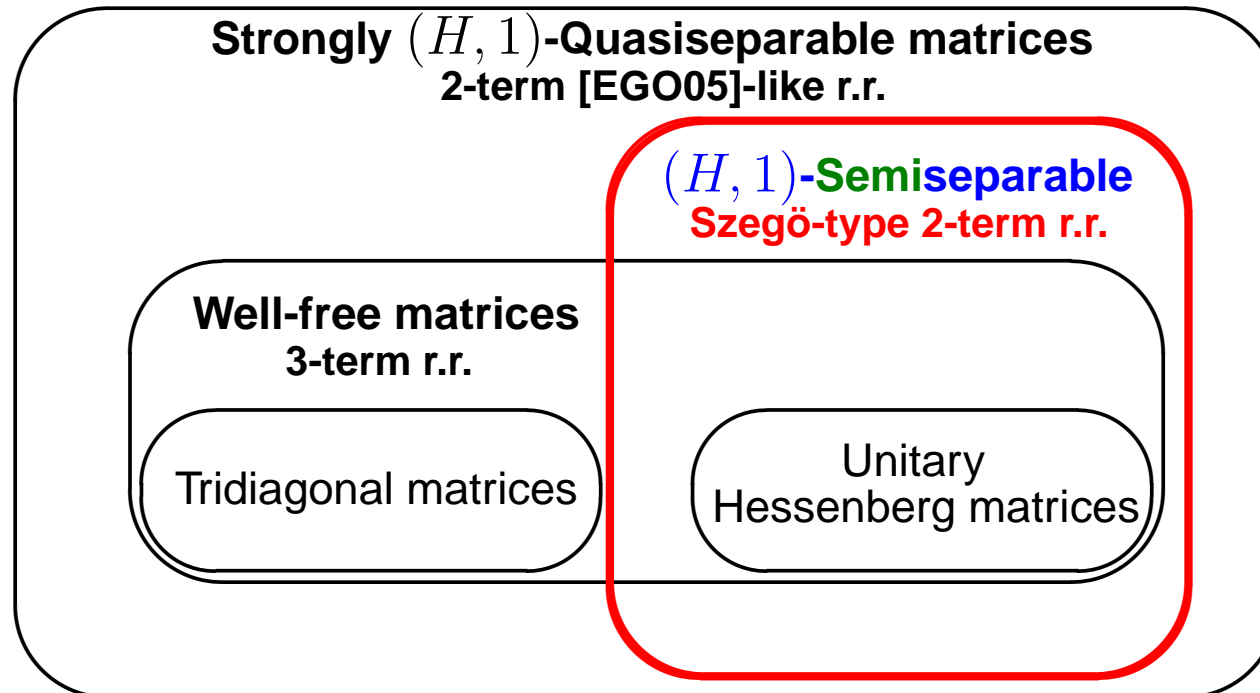 Strongly (H, 1)-Quasiseparable matrices
2-term [EGO05]-like r.r.
(H, 1)-Semiseparable
Szegö-type 2-term r.r.
Well-free matrices
3-term r.r.
Tridiagonal matrices
Unitary
Hessenberg matrices